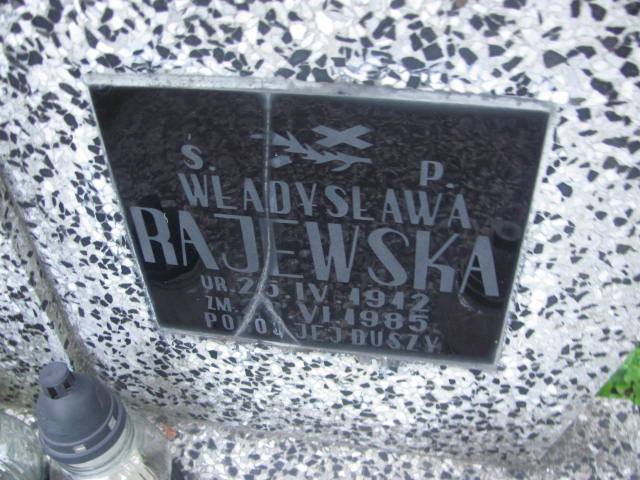 Ś. P.
WŁADYSŁAWA
RAJEWSKA
UR. 25 IV 1912
ZM. VI 1985
POKÓJ JEJ DUSZY